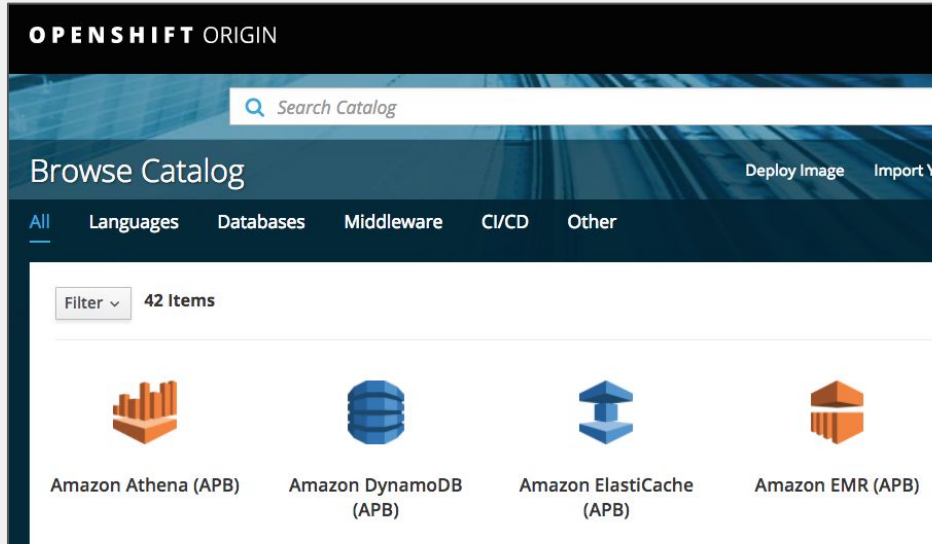 OPENSHIFT ORIGIN
Search Catalog
Browse Catalog
Deploy Image Import
All Languages Databases Middleware CI/CD Other
Filter 42 Items
Amazon Athena (APB) Amazon DynamoDB Amazon ElastiCache Amazon EMR (APB)
(APB) (APB)